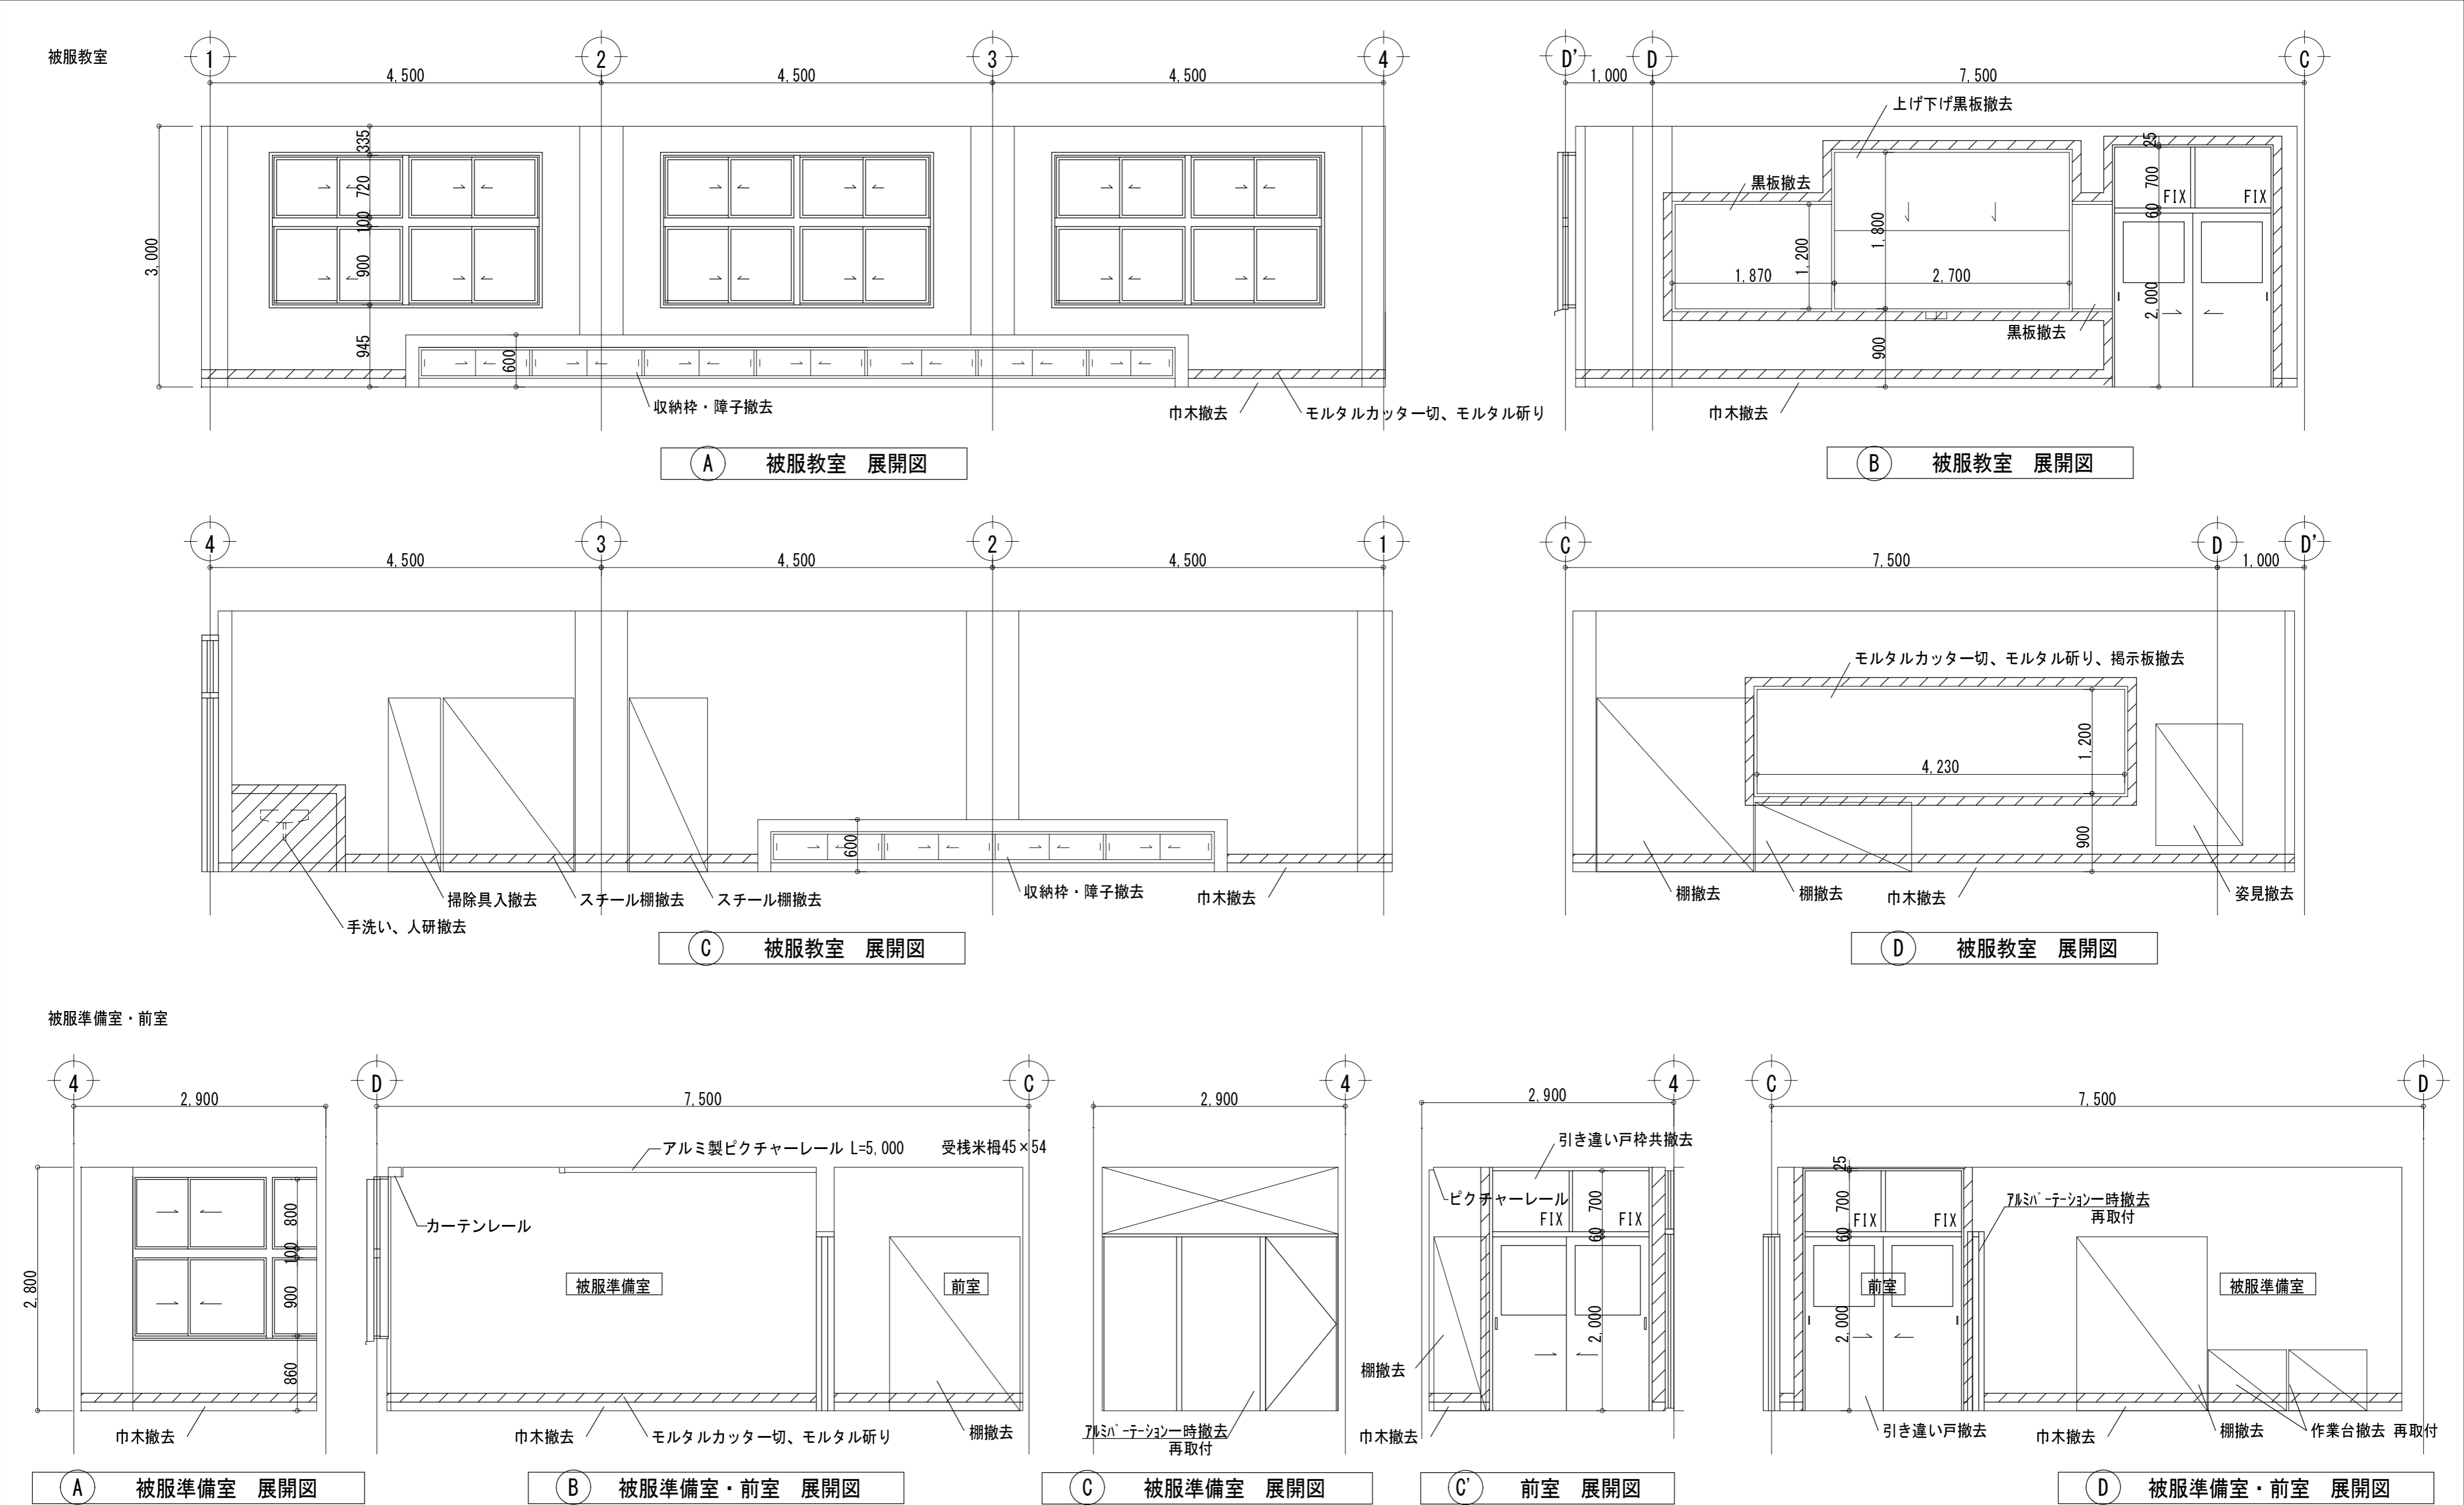 被服教室
1
2
3
4
4,500
4,500
4,500
3,000
335
720
100
900
945
600
収納枠・障子撤去
巾木撤去
モルタルカッター切、モルタル斫り
A 被服教室 展開図
D'
D
C
1,000
7,500
上げ下げ黒板撤去
黒板撤去
25
700
FIX
FIX
60
1,800
1,200
1,870
2,700
2,000
黒板撤去
900
巾木撤去
B 被服教室 展開図
4
3
2
1
4,500
4,500
4,500
600
掃除具入撤去
スチール棚撤去
スチール棚撤去
収納枠・障子撤去
巾木撤去
手洗い、人研撤去
C 被服教室 展開図
C
D
D'
7,500
1,000
モルタルカッター切、モルタル斫り、掲示板撤去
1,200
4,230
900
棚撤去
棚撤去
巾木撤去
姿見撤去
D 被服教室 展開図
被服準備室・前室
4
2,900
2,800
800
100
900
860
巾木撤去
A 被服準備室 展開図
D
C
7,500
アルミ製ピクチャーレール L=5,000 受桟米栂45×54
カーテンレール
被服準備室
前室
巾木撤去
モルタルカッター切、モルタル斫り
棚撤去
B 被服準備室・前室 展開図
4
2,900
アルミパーテーション一時撤去
再取付
C 被服準備室 展開図
4
2,900
引き違い戸枠共撤去
ピクチャーレール
700
FIX
FIX
60
2,000
棚撤去
巾木撤去
C' 前室 展開図
C
D
7,500
25
700
FIX
FIX
60
アルミパーテーション一時撤去
再取付
前室
被服準備室
2,000
引き違い戸撤去
巾木撤去
棚撤去
作業台撤去 再取付
D 被服準備室・前室 展開図